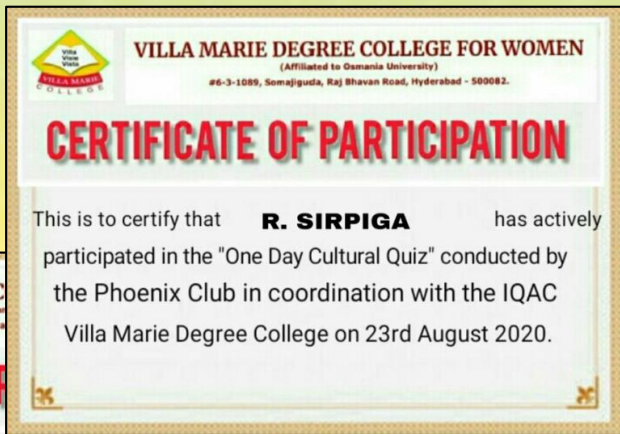 Villa
Visie
Vista
VILLA MARIE
COLLEGE
VILLA MARIE DEGREE COLLEGE FOR WOMEN
(Affiliated to Osmania University)
#6-3-1089, Somajiguda, Raj Bhavan Road, Hyderabad - 500082.
CERTIFICATE OF PARTICIPATION
This is to certify that R. SIRPIGA has actively
participated in the "One Day Cultural Quiz" conducted by
the Phoenix Club in coordination with the IQAC
Villa Marie Degree College on 23rd August 2020.